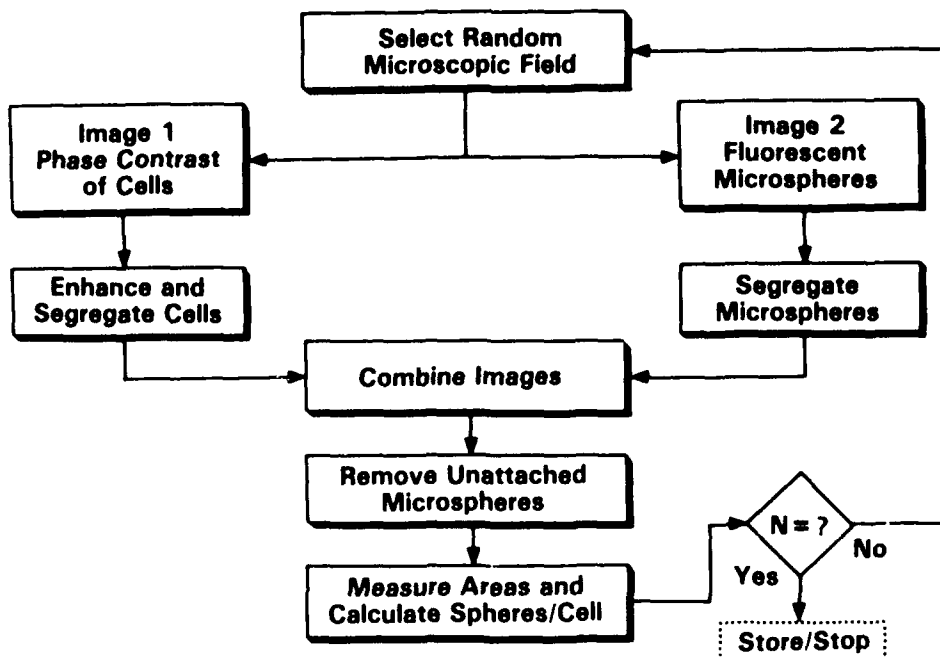 Select Random
Microscopic Field
Image 1
Phase Contrast
of Cells
Image 2
Fluorescent
Microspheres
Enhance and
Segregate Cells
Segregate
Microspheres
Combine Images
Remove Unattached
Microspheres
Measure Areas and
Calculate Spheres/Cell
N = ?
No
Yes
Store/Stop